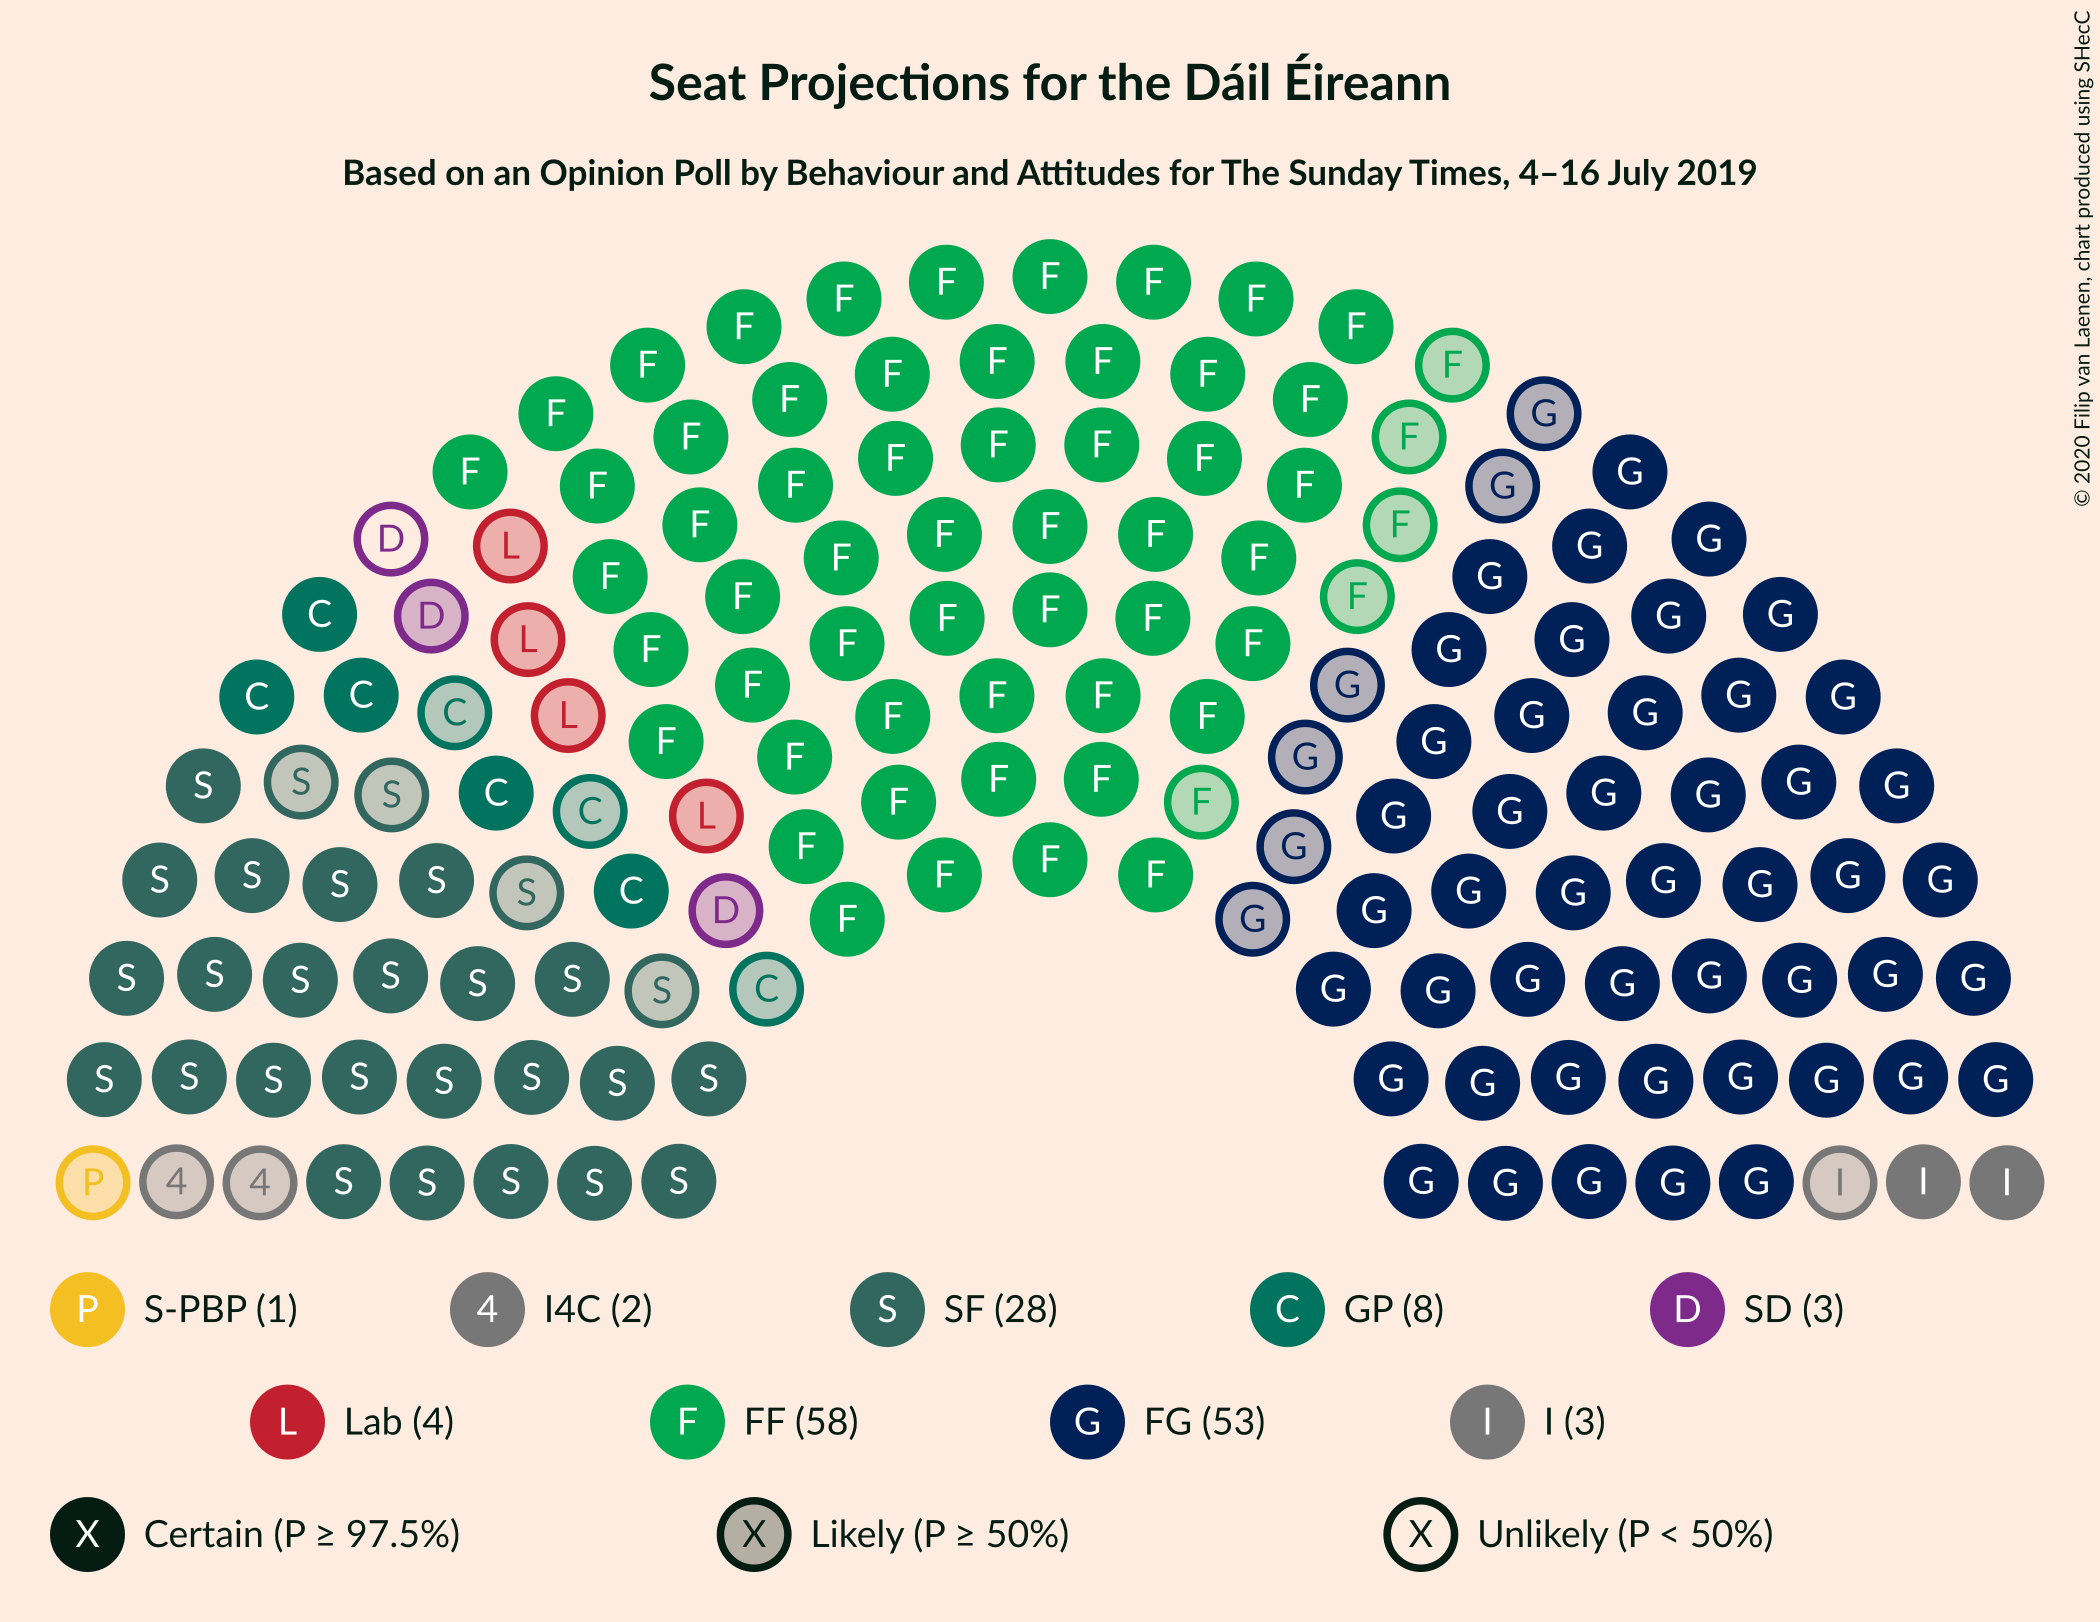 Seat Projections for the Dáil Éireann
Based on an Opinion Poll by Behaviour and Attitudes for The Sunday Times, 4–16 July 2019
© 2020 Filip van Laenen, chart produced using SHecC
F F F F F
F F F F
F F F F F F
F F F F F F
F F G
F F F F
F F F F
F F G G
F F F F F F
D L F F F G G G
F F F F
C D L F F F F F G G G G
C C C L F F F F F F G G G G G G
S S S C C L F F F F F G G G G G G G
S S S S S C D F F F F F G G G G G G G G
S S S S S S S C F G G G G G G G G G
S S S S S S S S G G G G G G G G
P 4 4 S S S S S G G G G G I I I
P S-PBP (1) 4 I4C (2) S SF (28) C GP (8) D SD (3)
L Lab (4) F FF (58) G FG (53) I I (3)
X Certain (P ≥ 97.5%) X Likely (P ≥ 50%) X Unlikely (P < 50%)